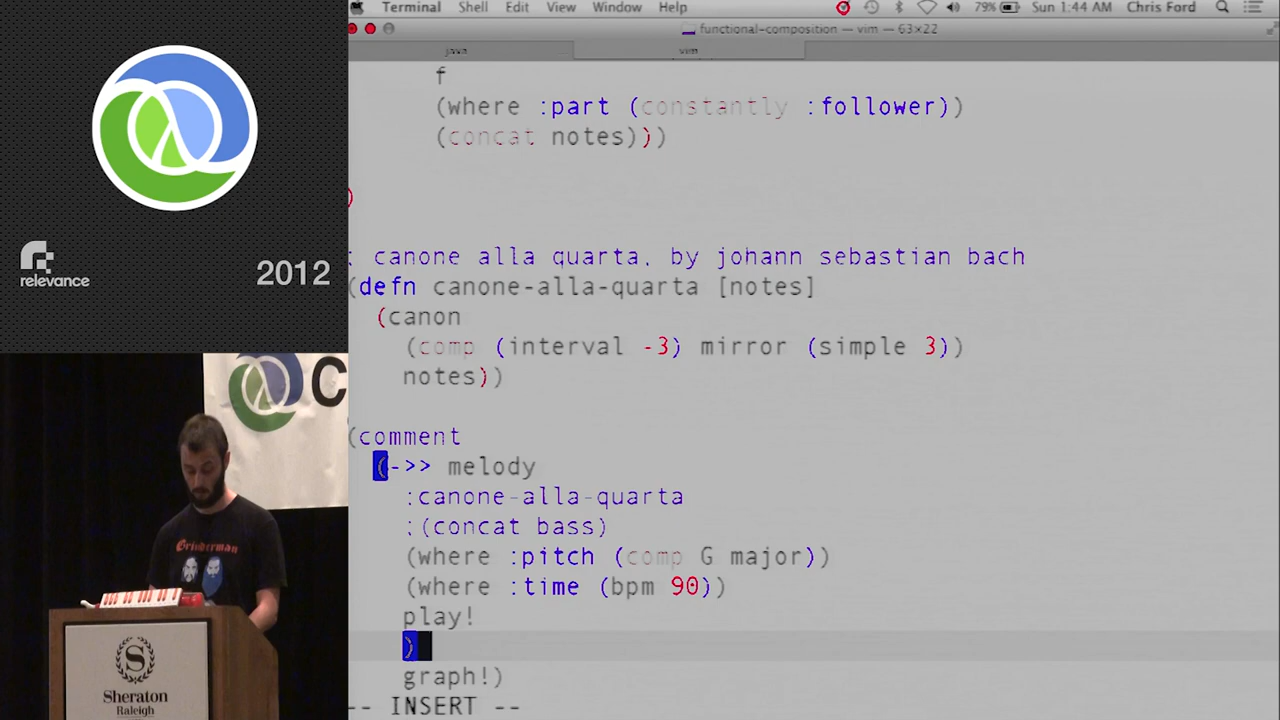 Terminal Shell Edit View Window Help 79% Sun 1:44 AM Chris Ford
functional-composition — vim — 63×22
java vim
f
(where :part (constantly :follower))
(concat notes)))
)
; canone alla quarta, by johann sebastian bach
(defn canone-alla-quarta [notes]
(canon
(comp (interval -3) mirror (simple 3))
notes))
(comment
(->> melody
;canone-alla-quarta
;(concat bass)
(where :pitch (comp G major))
(where :time (bpm 90))
play!
)
graph!)
-- INSERT --
relevance
2012
C
Grinderman
S
Sheraton
Raleigh